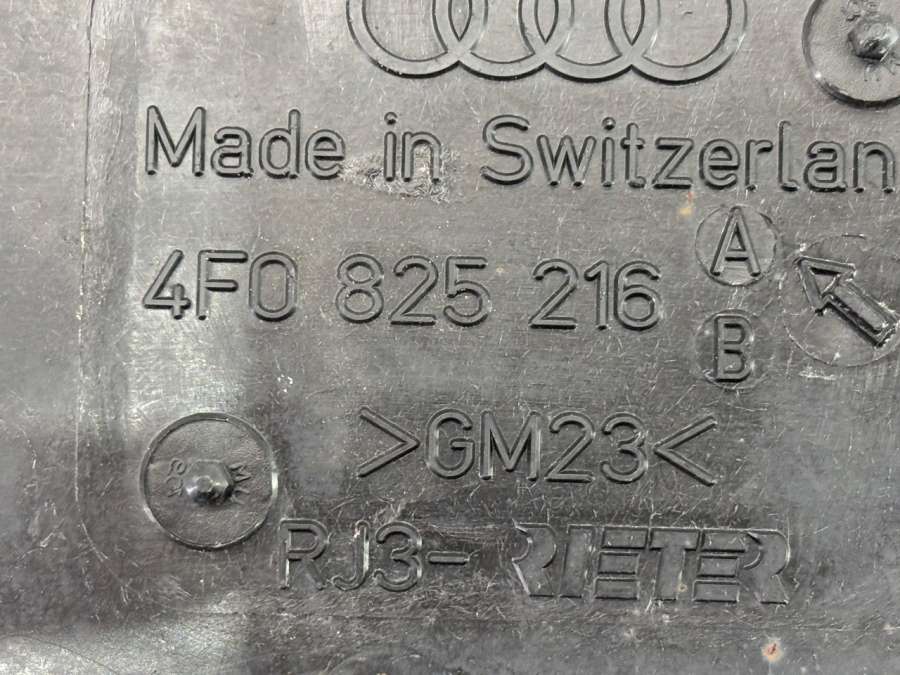 Made in Switzerlan
4F0 825 216 A
B
>GM23<
RJ3- RIETER